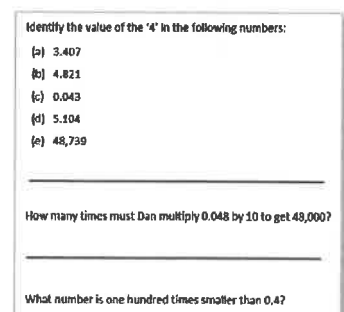 Identify the value of the '4' in the following numbers:
(a) 3.407
(b) 4.821
(c) 0.043
(d) 5.104
(e) 48,739
How many times must Dan multiply 0.048 by 10 to get 48,000?
What number is one hundred times smaller than 0.4?